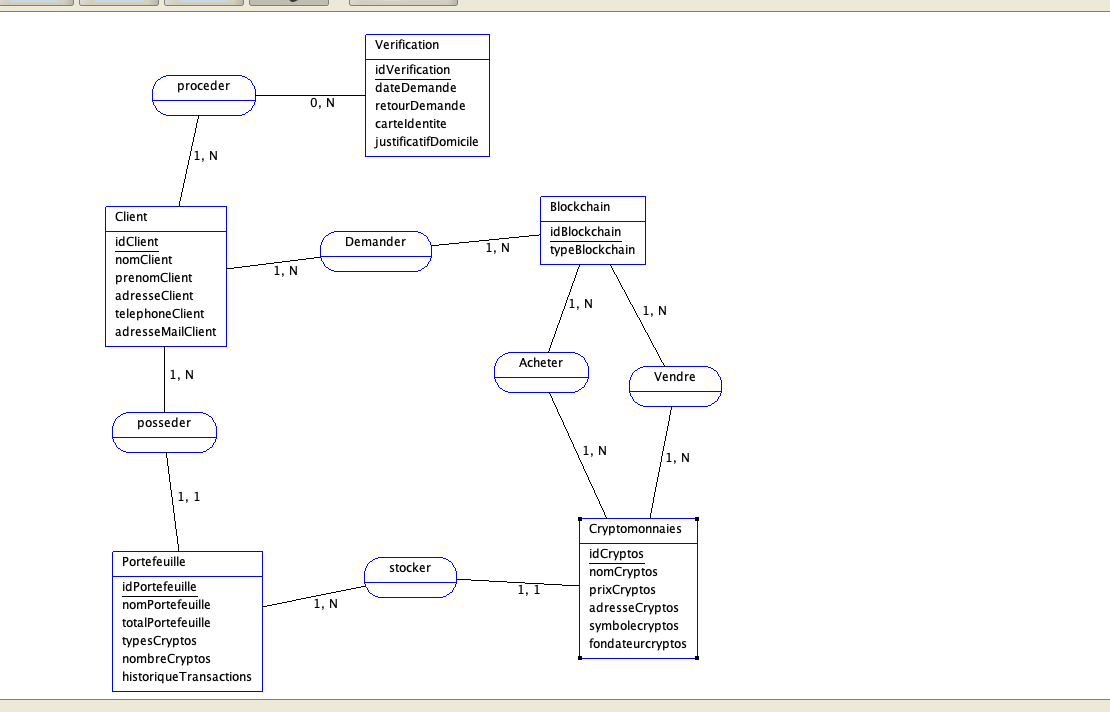 Verification
idVerification
dateDemande
retourDemande
carteIdentite
justificatifDomicile
proceder
0, N
1, N
Client
idClient
nomClient
prenomClient
adresseClient
telephoneClient
adresseMailClient
Demander
1, N
1, N
Blockchain
idBlockchain
typeBlockchain
1, N
1, N
Acheter
Vendre
1, N
1, N
1, N
posseder
1, 1
Portefeuille
idPortefeuille
nomPortefeuille
totalPortefeuille
typesCryptos
nombreCryptos
historiqueTransactions
stocker
1, N
1, 1
Cryptomonnaies
idCryptos
nomCryptos
prixCryptos
adresseCryptos
symbolecryptos
fondateurcryptos